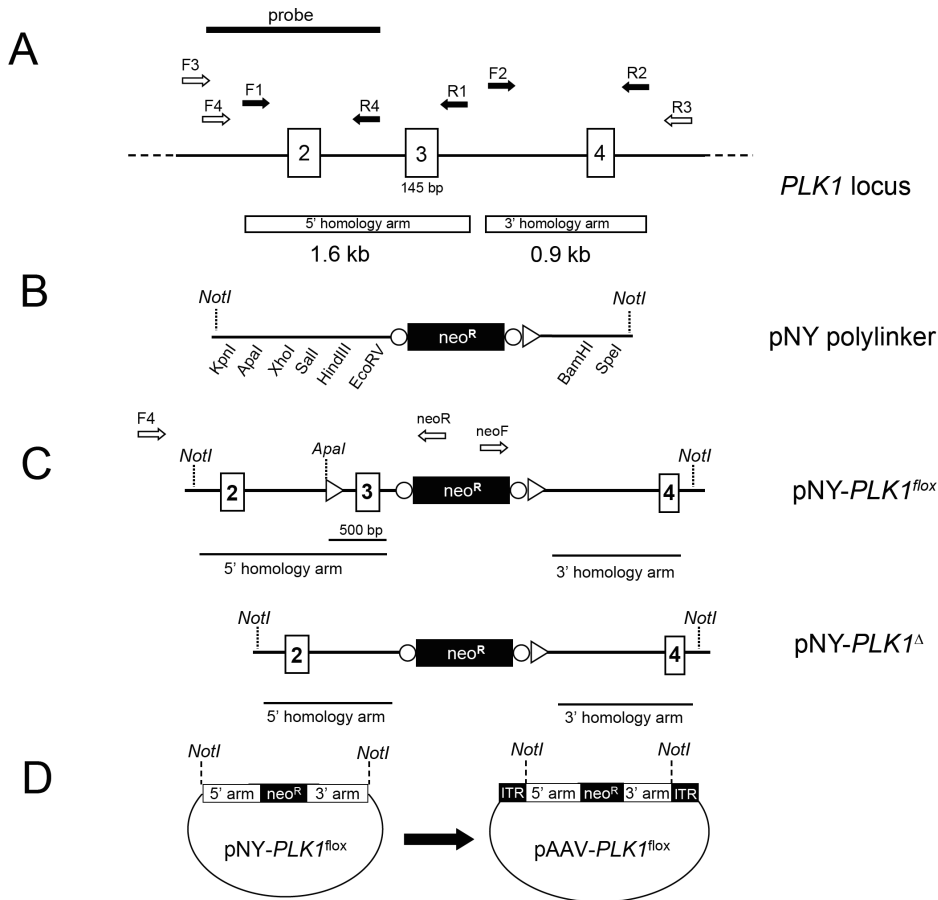 A
probe
F3
F1
F2
R2
F4
R4
R1
R3
2
3
4
145 bp
PLK1 locus
5' homology arm
3' homology arm
1.6 kb
0.9 kb
B
NotI
NotI
neoR
pNY polylinker
KpnI
ApaI
XhoI
SalI
HindIII
EcoRV
BamHI
SpeI
C
F4
neoR
neoF
NotI
ApaI
NotI
2
3
neoR
4
pNY-PLK1flox
500 bp
5' homology arm
3' homology arm
NotI
NotI
2
neoR
4
pNY-PLK1Δ
5' homology arm
3' homology arm
D
NotI
NotI
NotI
NotI
5' arm
neoR
3' arm
ITR
5' arm
neoR
3' arm
ITR
pNY-PLK1flox
pAAV-PLK1flox